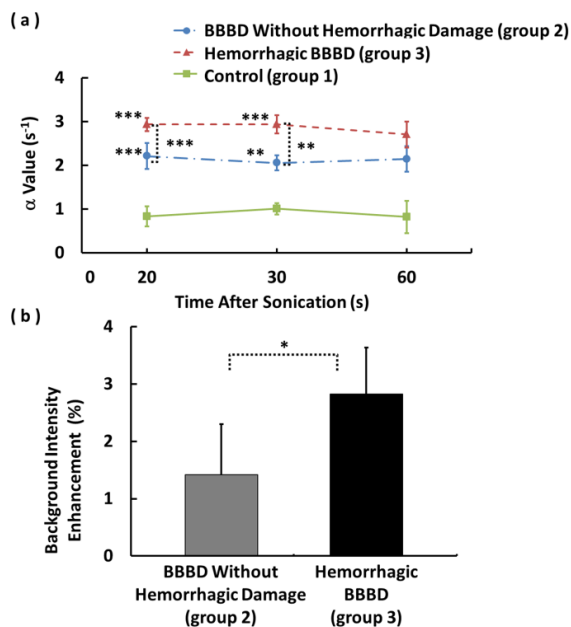 ( a )
BBBD Without Hemorrhagic Damage (group 2)
Hemorrhagic BBBD (group 3)
Control (group 1)
α Value (s-1)
4
3
2
1
0
***
***
***
***
**
**
0
20
30
60
Time After Sonication (s)
( b )
Background Intensity
Enhancement (%)
4
3
2
1
0
*
BBBD Without
Hemorrhagic Damage
(group 2)
Hemorrhagic
BBBD
(group 3)